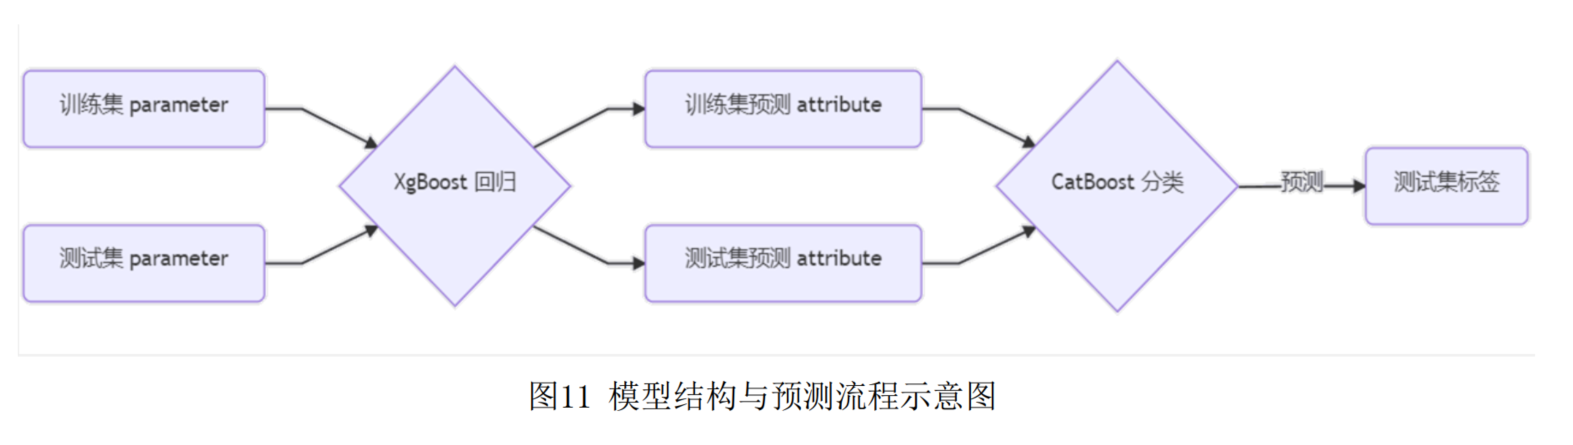 训练集 parameter
测试集 parameter
XgBoost 回归
训练集预测 attribute
测试集预测 attribute
CatBoost 分类
预测
测试集标签
图11 模型结构与预测流程示意图